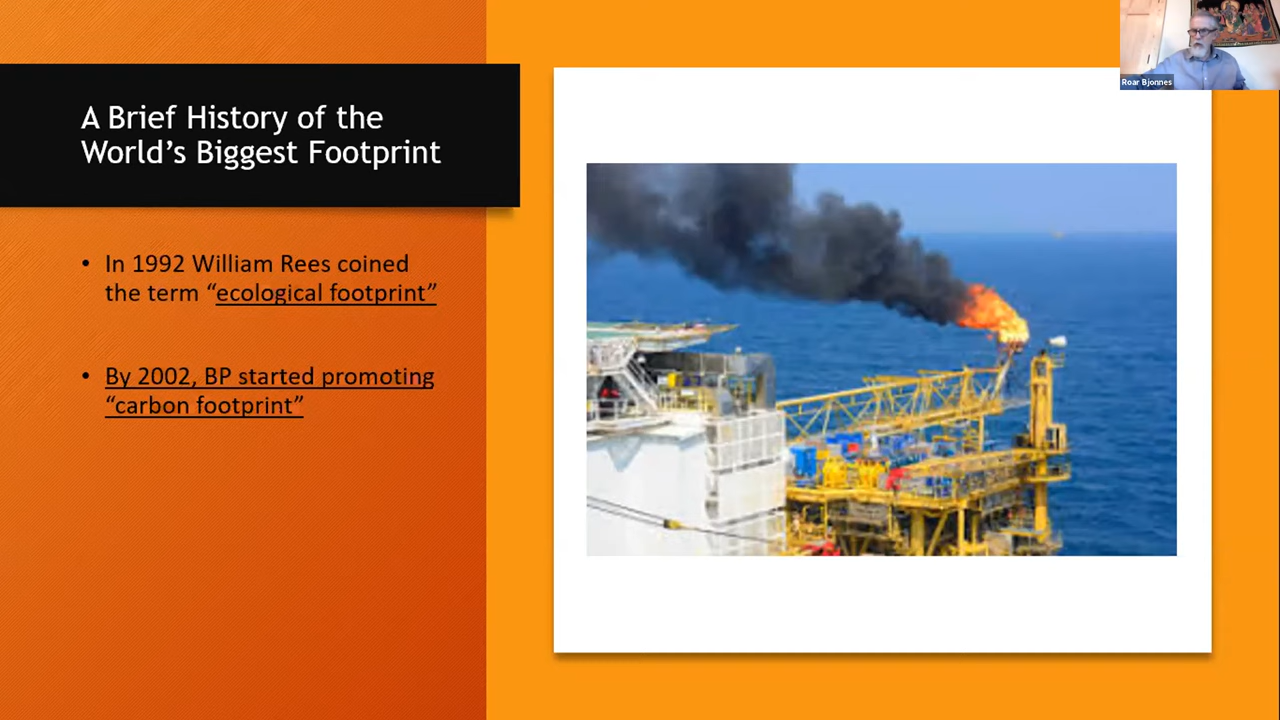 A Brief History of the
World’s Biggest Footprint
• In 1992 William Rees coined
the term “ecological footprint”
• By 2002, BP started promoting
“carbon footprint”
Roar Bjonnes